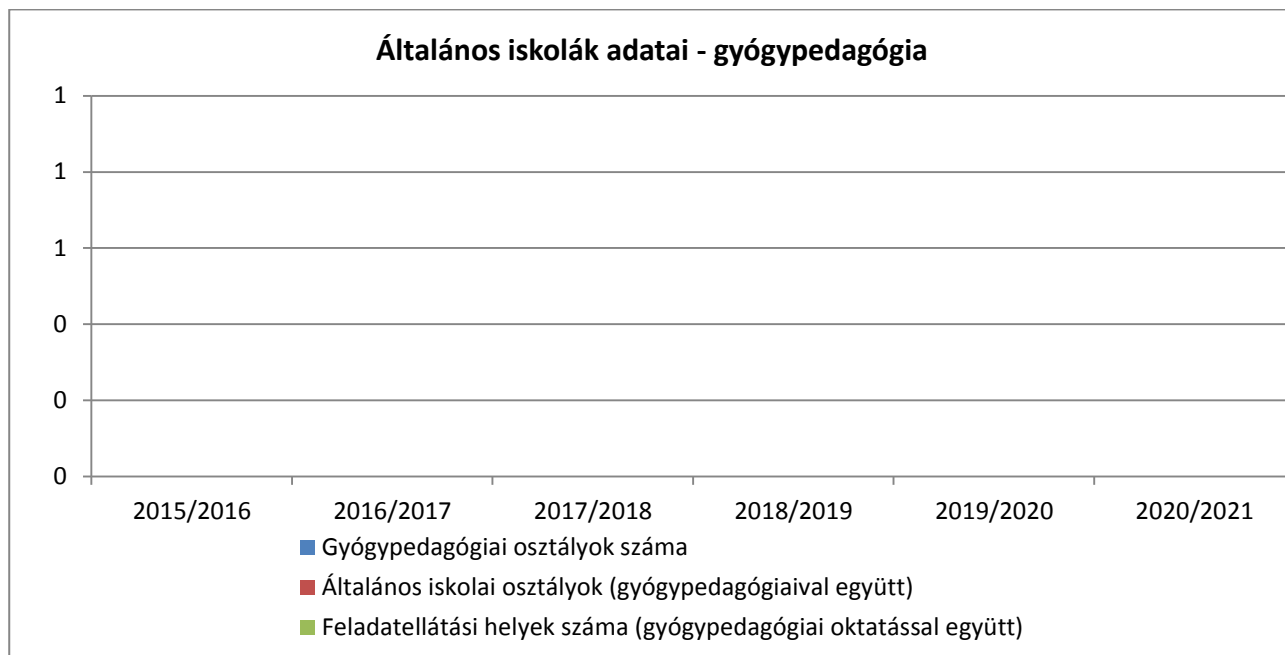 Általános iskolák adatai - gyógypedagógia
1
1
1
0
0
0
2015/2016 2016/2017 2017/2018 2018/2019 2019/2020 2020/2021
Gyógypedagógiai osztályok száma
Általános iskolai osztályok (gyógypedagógiaival együtt)
Feladatellátási helyek száma (gyógypedagógiai oktatással együtt)